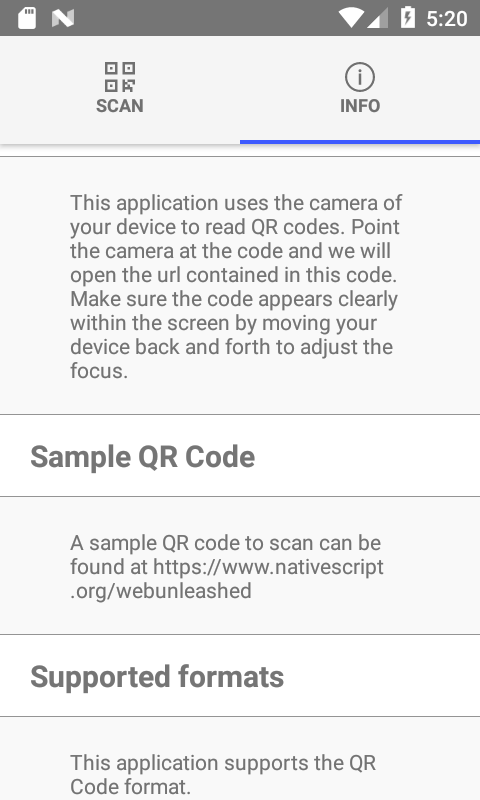 5:20
SCAN
INFO
This application uses the camera of
your device to read QR codes. Point
the camera at the code and we will
open the url contained in this code.
Make sure the code appears clearly
within the screen by moving your
device back and forth to adjust the
focus.
Sample QR Code
A sample QR code to scan can be
found at https://www.nativescript
.org/webunleashed
Supported formats
This application supports the QR
Code format.